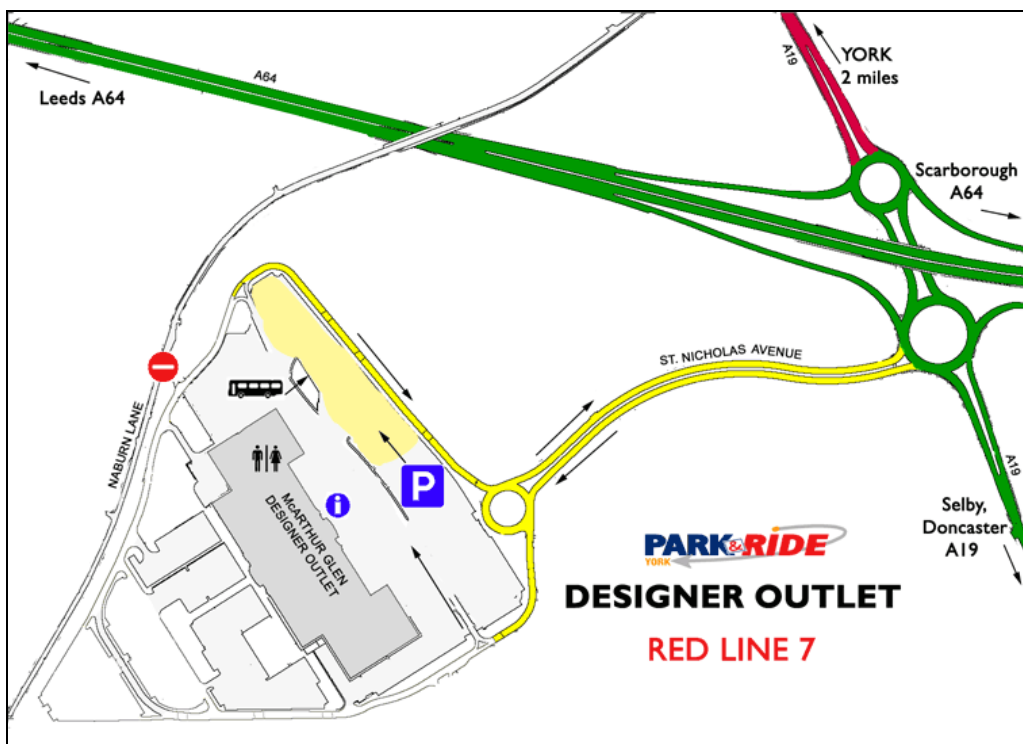 A19
YORK
2 miles
A64
Leeds A64
Scarborough
A64
ST. NICHOLAS AVENUE
NABURN LANE
McARTHUR GLEN
DESIGNER OUTLET
i
P
A19
Selby,
Doncaster
A19
PARK & RIDE
YORK
DESIGNER OUTLET
RED LINE 7